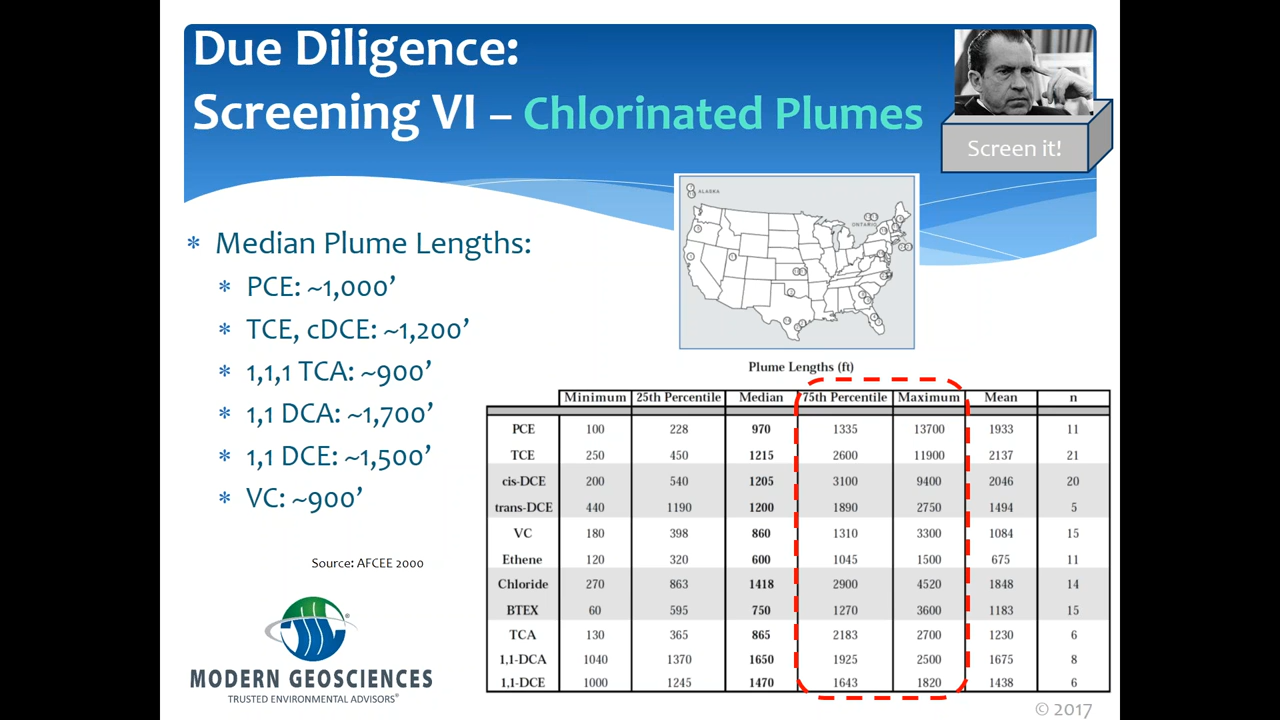 Due Diligence:
Screening VI – Chlorinated Plumes
Screen it!
ALASKA
ONTARIO
* Median Plume Lengths:
* PCE: ~1,000’
* TCE, cDCE: ~1,200’
* 1,1,1 TCA: ~900’
* 1,1 DCA: ~1,700’
* 1,1 DCE: ~1,500’
* VC: ~900’
Source: AFCEE 2000
Plume Lengths (ft)
Minimum 25th Percentile Median 75th Percentile Maximum Mean n
PCE 100 228 970 1335 13700 1933 11
TCE 250 450 1215 2600 11900 2137 21
cis-DCE 200 540 1205 3100 9400 2046 20
trans-DCE 440 1190 1200 1890 2750 1494 5
VC 180 398 860 1310 3300 1084 15
Ethene 120 320 600 1045 1500 675 11
Chloride 270 863 1418 2900 4520 1848 14
BTEX 60 595 750 1270 3600 1183 15
TCA 130 365 865 2183 2700 1230 6
1,1-DCA 1040 1370 1650 1925 2500 1675 8
1,1-DCE 1000 1245 1470 1643 1820 1438 6
MODERN GEOSCIENCES
TRUSTED ENVIRONMENTAL ADVISORS®
© 2017